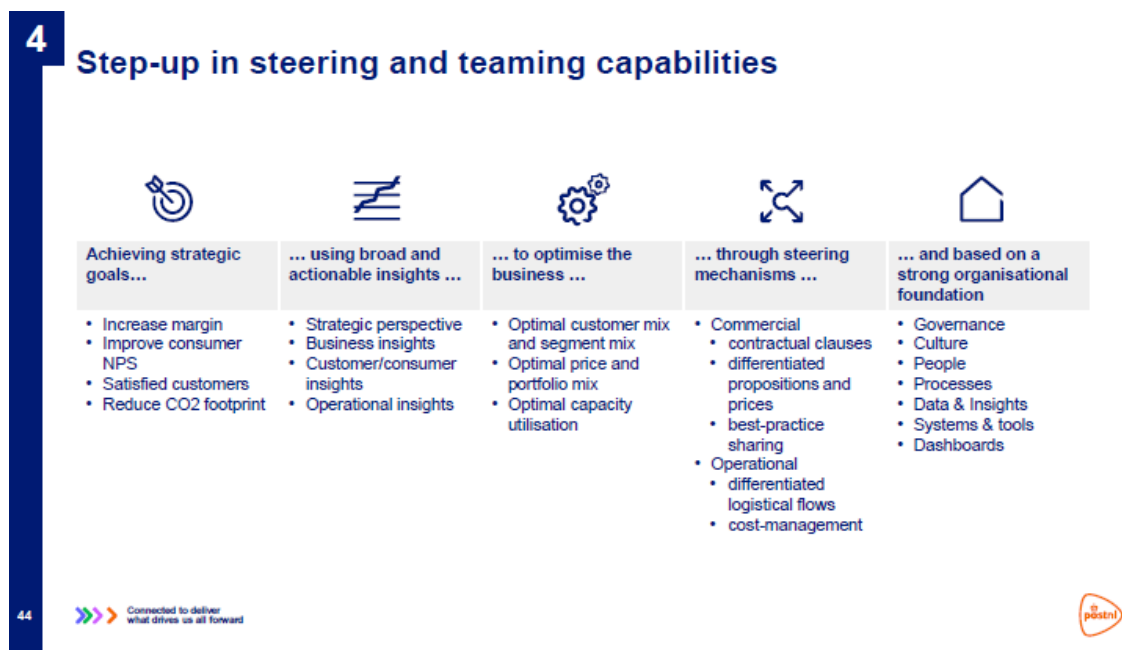 4
Step-up in steering and teaming capabilities
Achieving strategic
goals…
• Increase margin
• Improve consumer
NPS
• Satisfied customers
• Reduce CO2 footprint
… using broad and
actionable insights …
• Strategic perspective
• Business insights
• Customer/consumer
insights
• Operational insights
… to optimise the
business …
• Optimal customer mix
and segment mix
• Optimal price and
portfolio mix
• Optimal capacity
utilisation
… through steering
mechanisms …
• Commercial
• contractual clauses
• differentiated
propositions and
prices
• best-practice
sharing
• Operational
• differentiated
logistical flows
• cost-management
… and based on a
strong organisational
foundation
• Governance
• Culture
• People
• Processes
• Data & Insights
• Systems & tools
• Dashboards
44
Connected to deliver
what drives us all forward
postnl